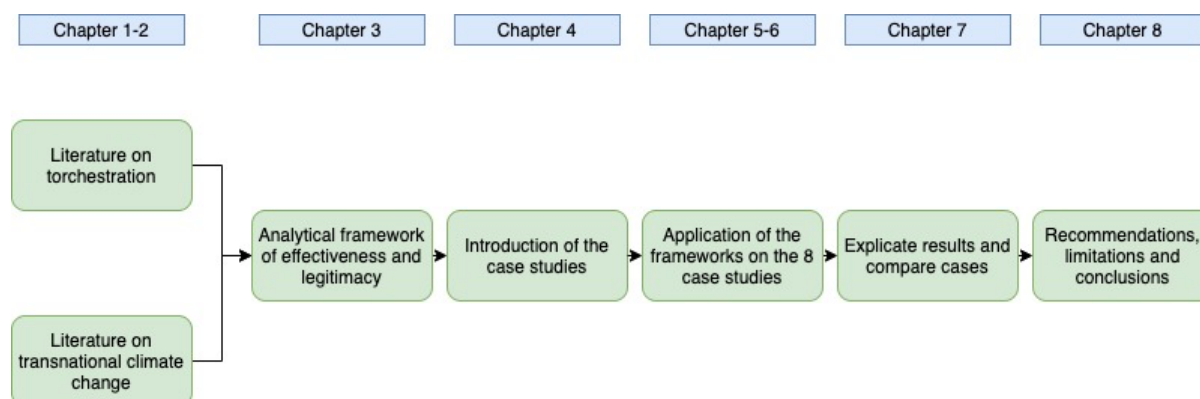 Chapter 1-2
Chapter 3
Chapter 4
Chapter 5-6
Chapter 7
Chapter 8
Literature on
torchestration
Analytical framework
of effectiveness and
legitimacy
Introduction of the
case studies
Application of the
frameworks on the 8
case studies
Explicate results and
compare cases
Recommendations,
limitations and
conclusions
Literature on
transnational climate
change